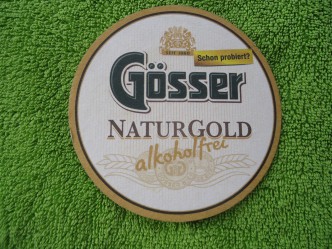 Schon probiert?
Gösser
NATURGOLD
alkoholfrei